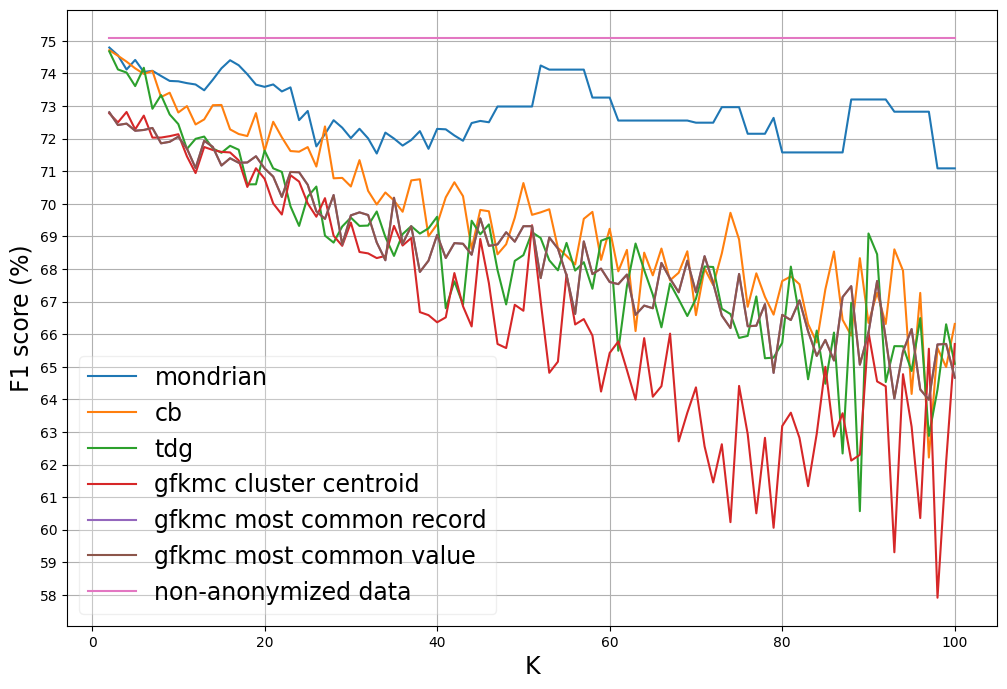 F1 score (%)
75
74
73
72
71
70
69
68
67
66
65
64
63
62
61
60
59
58
mondrian
cb
tdg
gfkmc cluster centroid
gfkmc most common record
gfkmc most common value
non-anonymized data
0 20 40 60 80 100
K